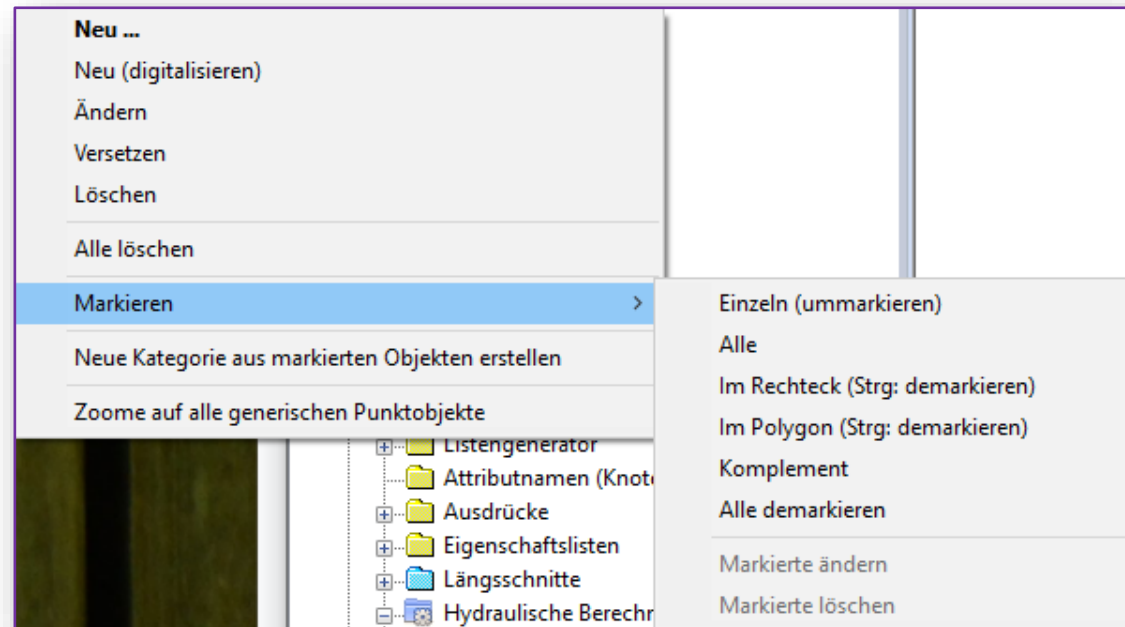 Neu ...
Neu (digitalisieren)
Ändern
Versetzen
Löschen
Alle löschen
Markieren
Neue Kategorie aus markierten Objekten erstellen
Zoome auf alle generischen Punktobjekte
Einzeln (ummarkieren)
Alle
Im Rechteck (Strg: demarkieren)
Im Polygon (Strg: demarkieren)
Komplement
Alle demarkieren
Markierte ändern
Markierte löschen
Listengenerator
Attributnamen (Knot
Ausdrücke
Eigenschaftslisten
Längsschnitte
Hydraulische Berechr